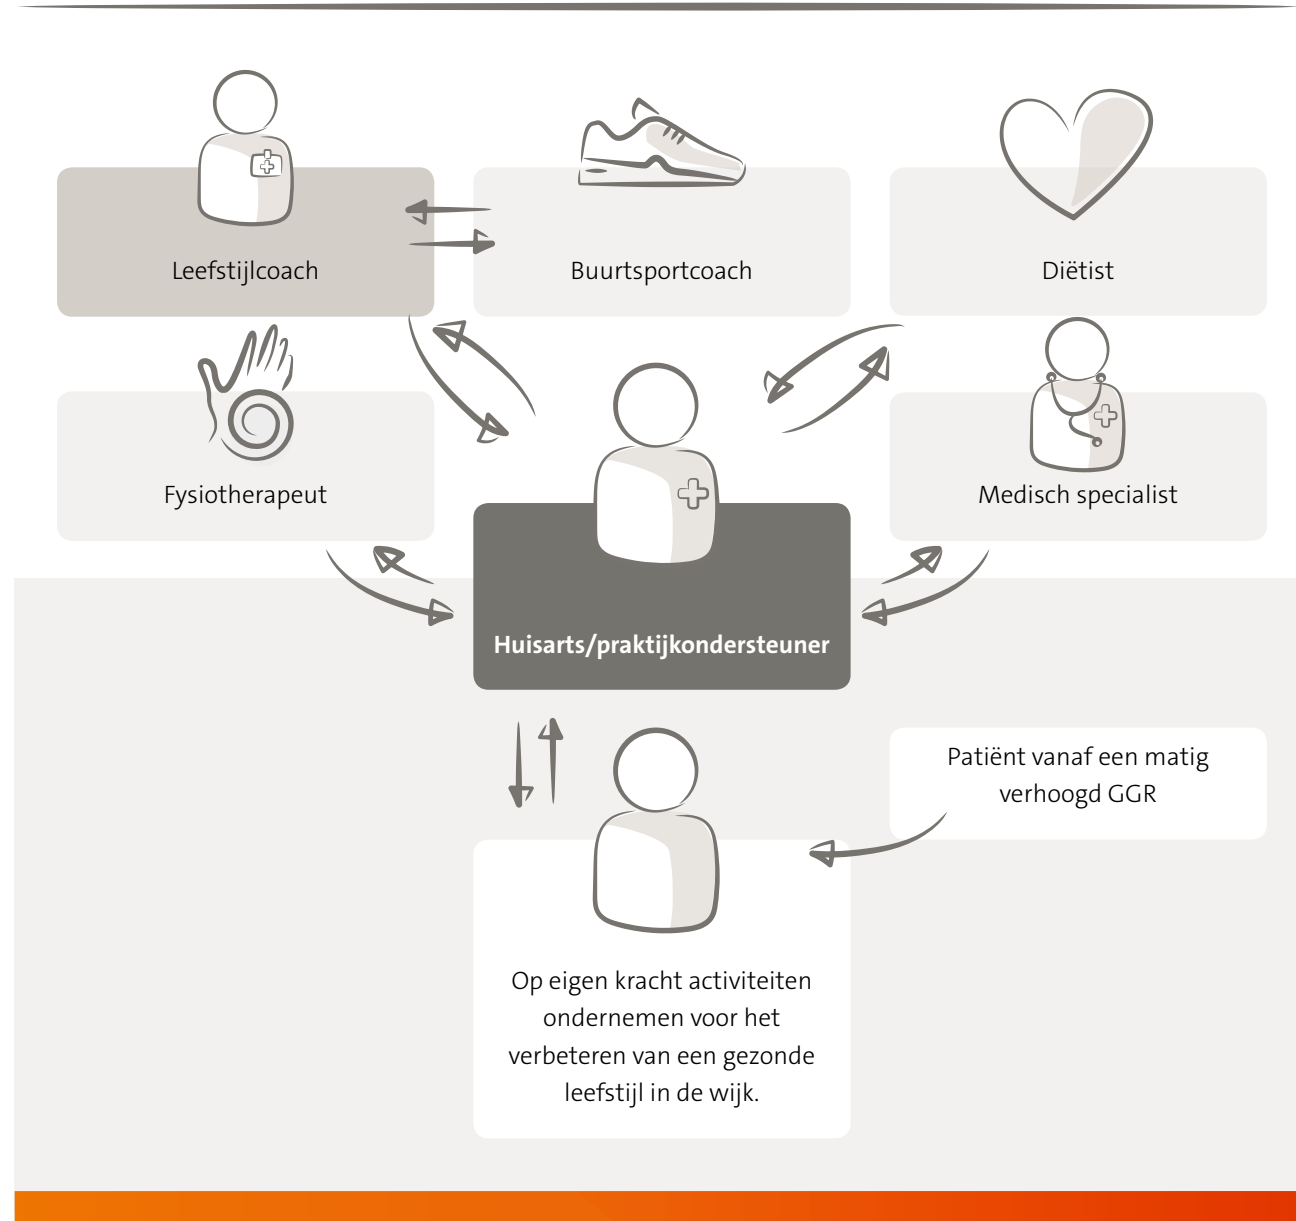 Leefstijlcoach
Buurtsportcoach
Diëtist
Fysiotherapeut
Medisch specialist
Huisarts/praktijkondersteuner
Patiënt vanaf een matig
verhoogd GGR
Op eigen kracht activiteiten
ondernemen voor het
verbeteren van een gezonde
leefstijl in de wijk.